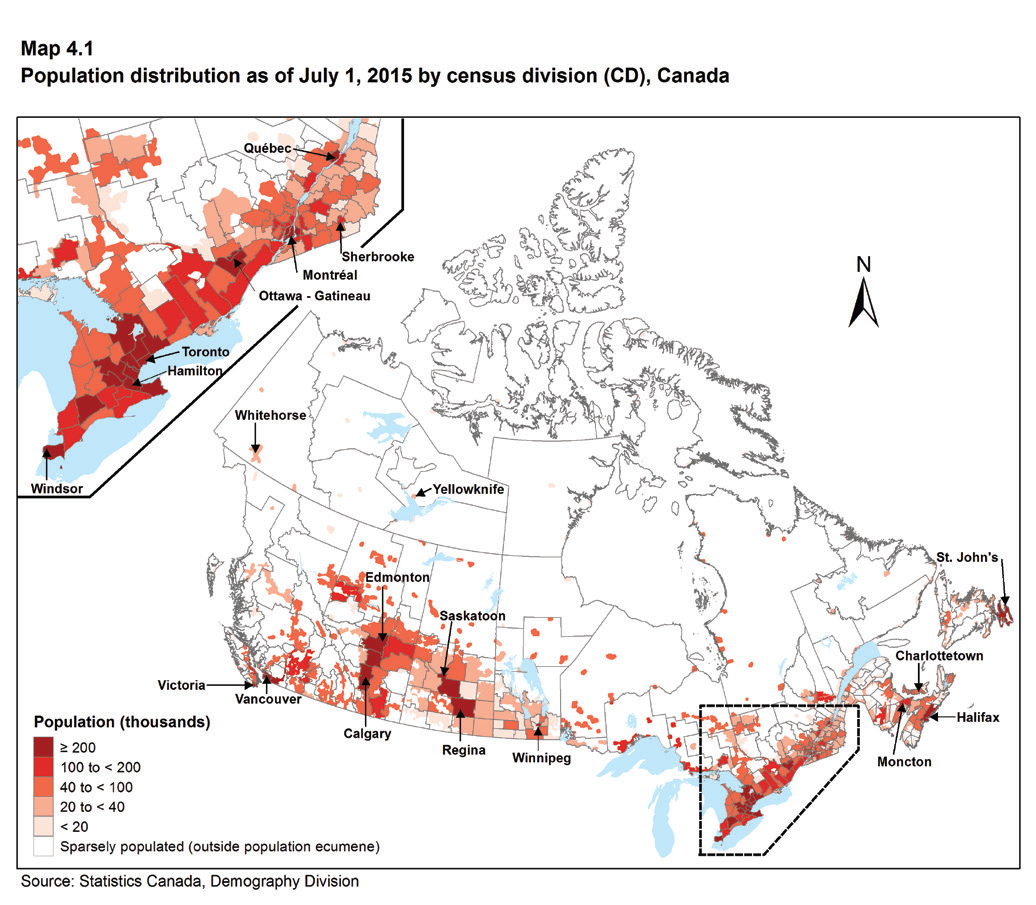 Map 4.1
Population distribution as of July 1, 2015 by census division (CD), Canada
Québec
Sherbrooke
Montréal
Ottawa - Gatineau
Toronto
Hamilton
Windsor
N
Whitehorse
Yellowknife
St. John's
Edmonton
Saskatoon
Charlottetown
Victoria
Vancouver
Halifax
Calgary
Regina
Winnipeg
Moncton
Population (thousands)
≥ 200
100 to < 200
40 to < 100
20 to < 40
< 20
Sparsely populated (outside population ecumene)
Source: Statistics Canada, Demography Division